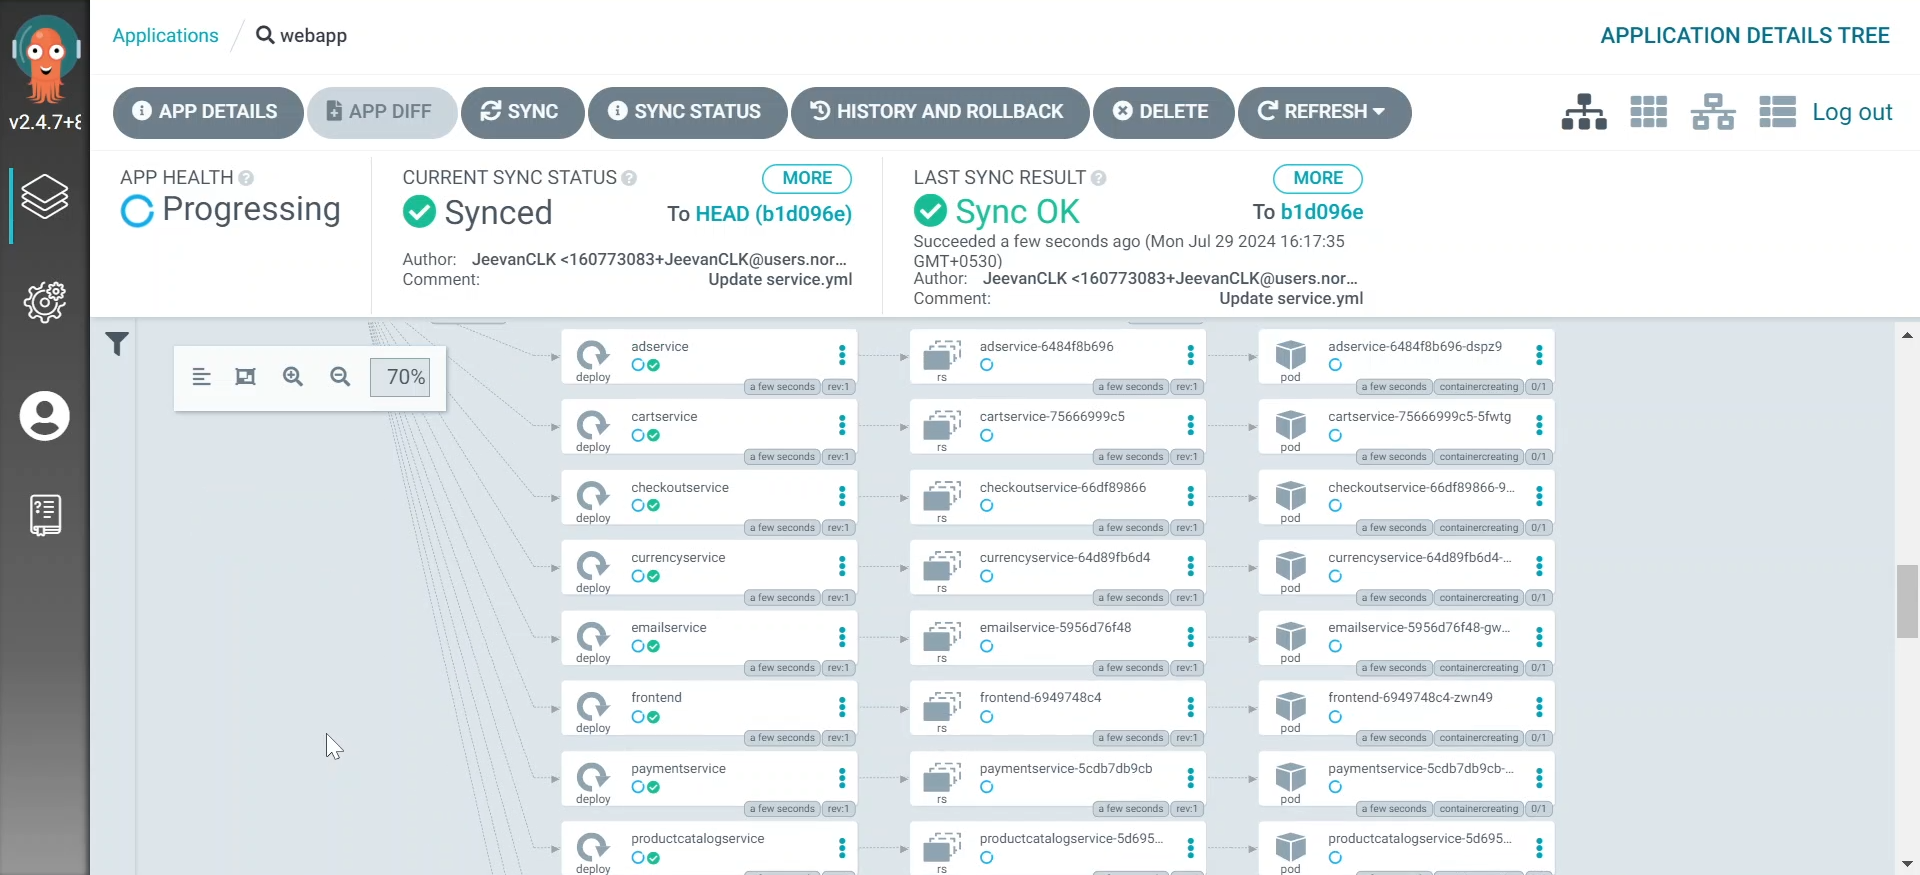 Applications / webapp
APPLICATION DETAILS TREE
v2.4.7+8
APP DETAILS
APP DIFF
SYNC
SYNC STATUS
HISTORY AND ROLLBACK
DELETE
REFRESH
Log out
APP HEALTH
Progressing
CURRENT SYNC STATUS
MORE
Synced
To HEAD (b1d096e)
Author: JeevanCLK <160773083+JeevanCLK@users.nor...
Comment: Update service.yml
LAST SYNC RESULT
MORE
Sync OK
To b1d096e
Succeeded a few seconds ago (Mon Jul 29 2024 16:17:35
GMT+0530)
Author: JeevanCLK <160773083+JeevanCLK@users.nor...
Comment: Update service.yml
70%
adservice
deploy
a few seconds rev:1
adservice-6484f8b696
rs
a few seconds rev:1
adservice-6484f8b696-dspz9
pod
a few seconds containercreating 0/1
cartservice
deploy
a few seconds rev:1
cartservice-75666999c5
rs
a few seconds rev:1
cartservice-75666999c5-5fwtg
pod
a few seconds containercreating 0/1
checkoutservice
deploy
a few seconds rev:1
checkoutservice-66df89866
rs
a few seconds rev:1
checkoutservice-66df89866-9...
pod
a few seconds containercreating 0/1
currencyservice
deploy
a few seconds rev:1
currencyservice-64d89fb6d4
rs
a few seconds rev:1
currencyservice-64d89fb6d4-...
pod
a few seconds containercreating 0/1
emailservice
deploy
a few seconds rev:1
emailservice-5956d76f48
rs
a few seconds rev:1
emailservice-5956d76f48-gw...
pod
a few seconds containercreating 0/1
frontend
deploy
a few seconds rev:1
frontend-6949748c4
rs
a few seconds rev:1
frontend-6949748c4-zwn49
pod
a few seconds containercreating 0/1
paymentservice
deploy
a few seconds rev:1
paymentservice-5cdb7db9cb
rs
a few seconds rev:1
paymentservice-5cdb7db9cb-...
pod
a few seconds containercreating 0/1
productcatalogservice
deploy
productcatalogservice-5d695...
rs
productcatalogservice-5d695...
pod